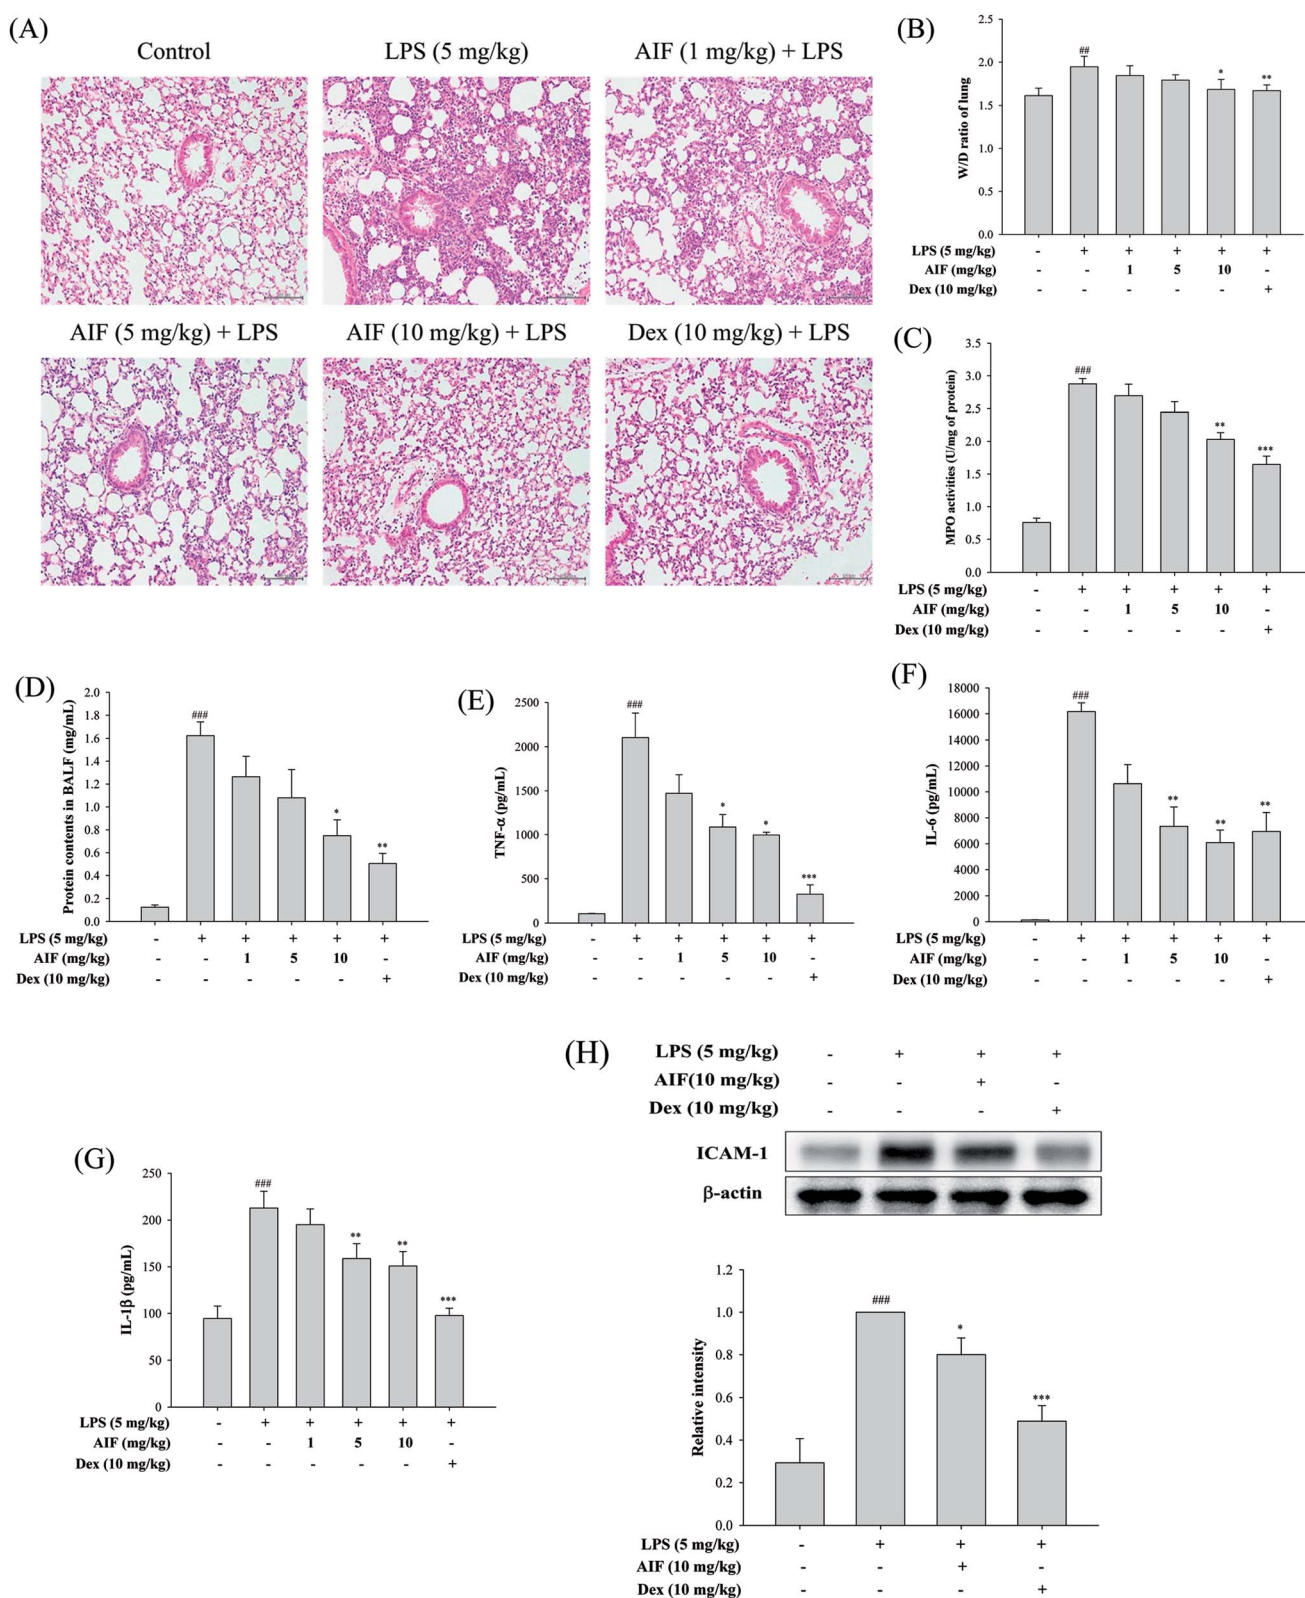 (A)
Control
LPS (5 mg/kg)
AIF (1 mg/kg) + LPS
AIF (5 mg/kg) + LPS
AIF (10 mg/kg) + LPS
Dex (10 mg/kg) + LPS
(B)
W/D ratio of lung
2.5
2.0
1.5
1.0
0.5
0.0
## * **
LPS (5 mg/kg) - + + + + +
AIF (mg/kg) - - 1 5 10 -
Dex (10 mg/kg) - - - - - +
(C)
MPO activities (U/mg of protein)
3.5
3.0
2.5
2.0
1.5
1.0
0.5
0.0
### ** ***
LPS (5 mg/kg) - + + + + +
AIF (mg/kg) - - 1 5 10 -
Dex (10 mg/kg) - - - - - +
(D)
Protein contents in BALF (mg/mL)
2.0
1.8
1.6
1.4
1.2
1.0
0.8
0.6
0.4
0.2
0.0
### * **
LPS (5 mg/kg) - + + + + +
AIF (mg/kg) - - 1 5 10 -
Dex (10 mg/kg) - - - - - +
(E)
TNF-α (pg/mL)
2500
2000
1500
1000
500
0
### * * ***
LPS (5 mg/kg) - + + + + +
AIF (mg/kg) - - 1 5 10 -
Dex (10 mg/kg) - - - - - +
(F)
IL-6 (pg/mL)
18000
16000
14000
12000
10000
8000
6000
4000
2000
0
### ** ** **
LPS (5 mg/kg) - + + + + +
AIF (mg/kg) - - 1 5 10 -
Dex (10 mg/kg) - - - - - +
(G)
IL-1β (pg/mL)
250
200
150
100
50
0
### ** ** ***
LPS (5 mg/kg) - + + + + +
AIF (mg/kg) - - 1 5 10 -
Dex (10 mg/kg) - - - - - +
(H)
LPS (5 mg/kg) - + + +
AIF(10 mg/kg) - - + -
Dex (10 mg/kg) - - - +
ICAM-1
β-actin
Relative intensity
1.2
1.0
0.8
0.6
0.4
0.2
0.0
### * ***
LPS (5 mg/kg) - + + +
AIF (10 mg/kg) - - + -
Dex (10 mg/kg) - - - +